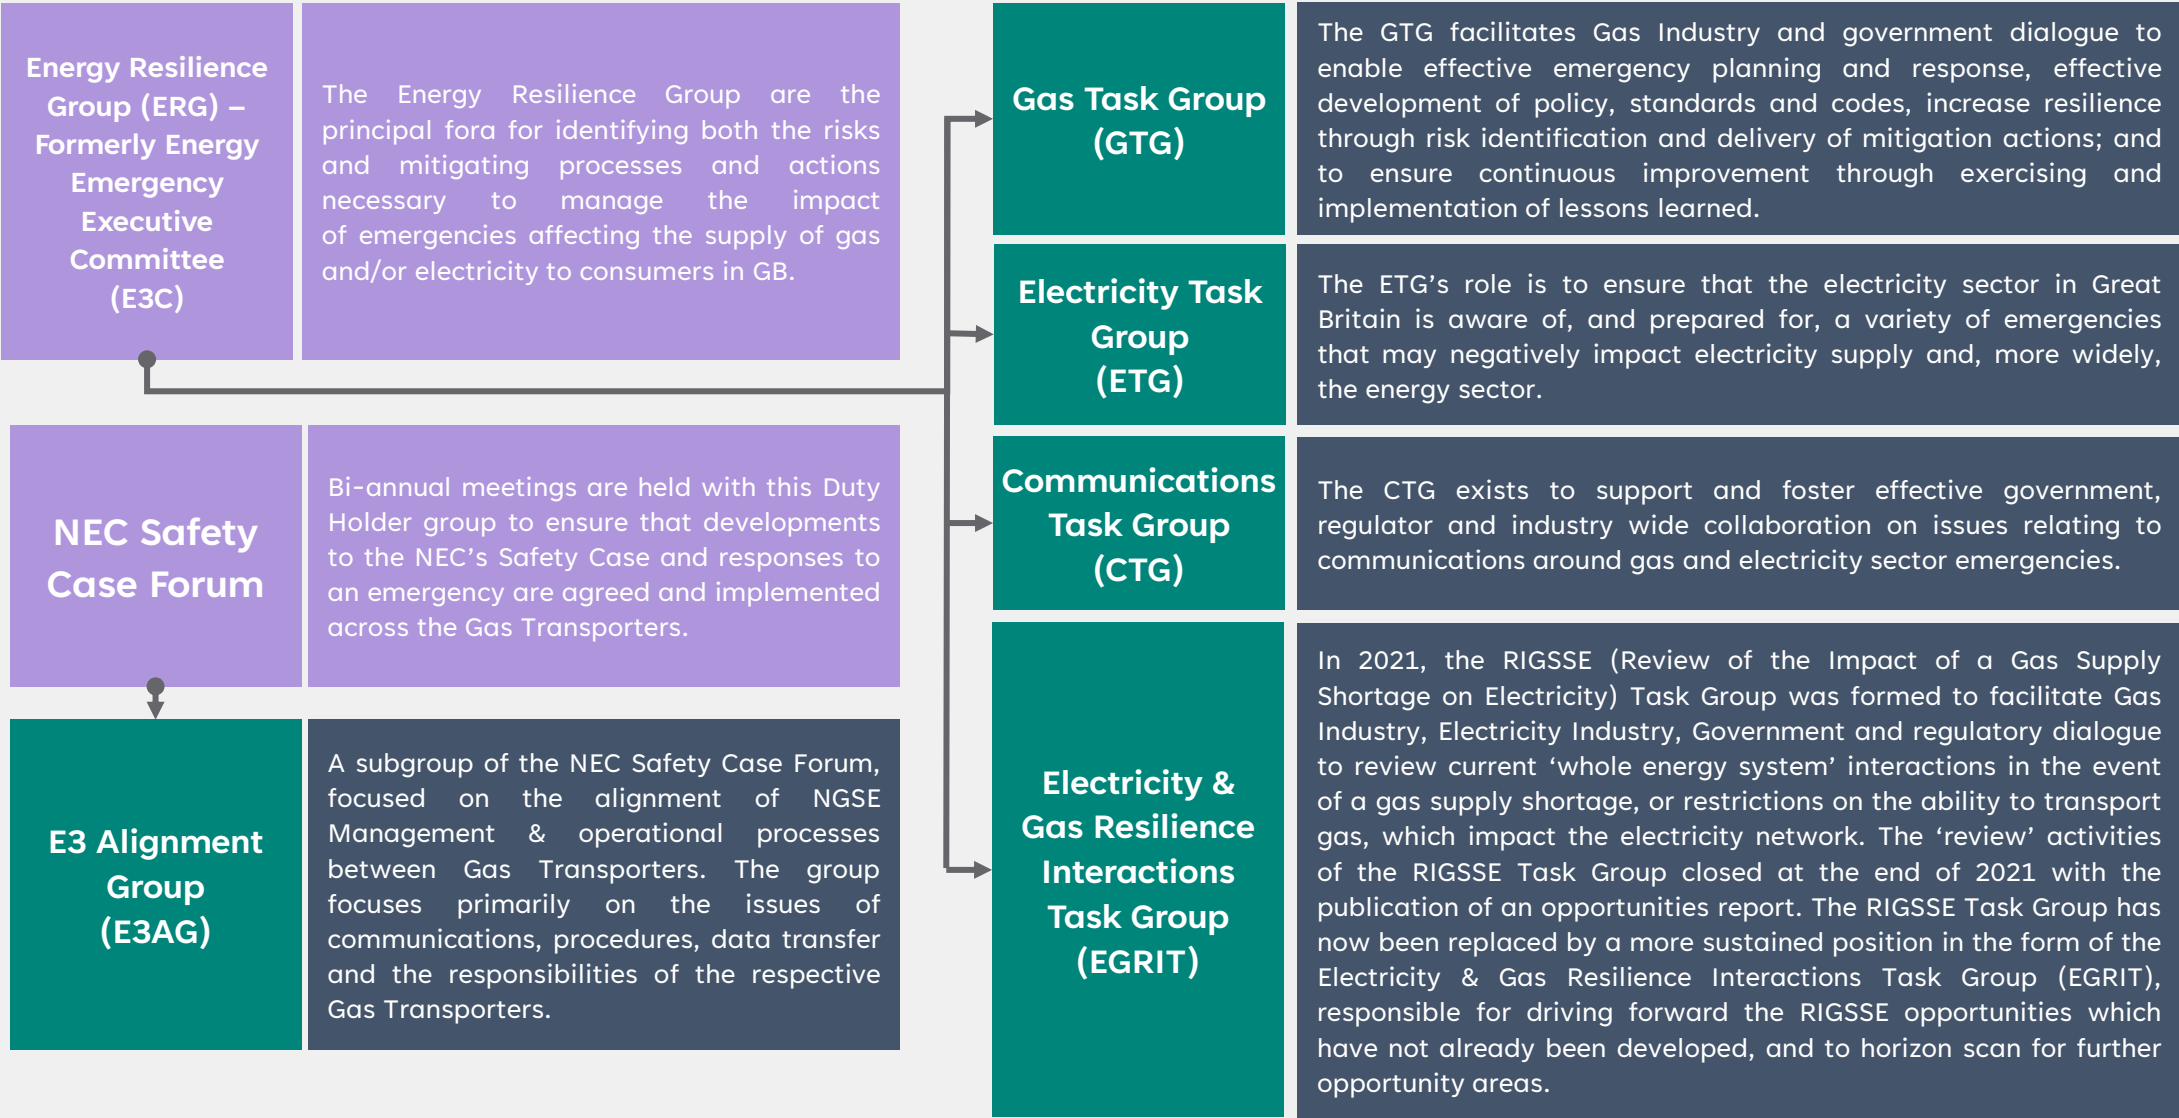 Energy Resilience
Group (ERG) –
Formerly Energy
Emergency
Executive
Committee
(E3C)
The Energy Resilience Group are the
principal fora for identifying both the risks
and mitigating processes and actions
necessary to manage the impact
of emergencies affecting the supply of gas
and/or electricity to consumers in GB.
NEC Safety
Case Forum
Bi-annual meetings are held with this Duty
Holder group to ensure that developments
to the NEC's Safety Case and responses to
an emergency are agreed and implemented
across the Gas Transporters.
E3 Alignment
Group
(E3AG)
A subgroup of the NEC Safety Case Forum,
focused on the alignment of NGSE
Management & operational processes
between Gas Transporters. The group
focuses primarily on the issues of
communications, procedures, data transfer
and the responsibilities of the respective
Gas Transporters.
Gas Task Group
(GTG)
The GTG facilitates Gas Industry and government dialogue to
enable effective emergency planning and response, effective
development of policy, standards and codes, increase resilience
through risk identification and delivery of mitigation actions; and
to ensure continuous improvement through exercising and
implementation of lessons learned.
Electricity Task
Group
(ETG)
The ETG's role is to ensure that the electricity sector in Great
Britain is aware of, and prepared for, a variety of emergencies
that may negatively impact electricity supply and, more widely,
the energy sector.
Communications
Task Group
(CTG)
The CTG exists to support and foster effective government,
regulator and industry wide collaboration on issues relating to
communications around gas and electricity sector emergencies.
Electricity &
Gas Resilience
Interactions
Task Group
(EGRIT)
In 2021, the RIGSSE (Review of the Impact of a Gas Supply
Shortage on Electricity) Task Group was formed to facilitate Gas
Industry, Electricity Industry, Government and regulatory dialogue
to review current ‘whole energy system’ interactions in the event
of a gas supply shortage, or restrictions on the ability to transport
gas, which impact the electricity network. The ‘review’ activities
of the RIGSSE Task Group closed at the end of 2021 with the
publication of an opportunities report. The RIGSSE Task Group has
now been replaced by a more sustained position in the form of the
Electricity & Gas Resilience Interactions Task Group (EGRIT),
responsible for driving forward the RIGSSE opportunities which
have not already been developed, and to horizon scan for further
opportunity areas.